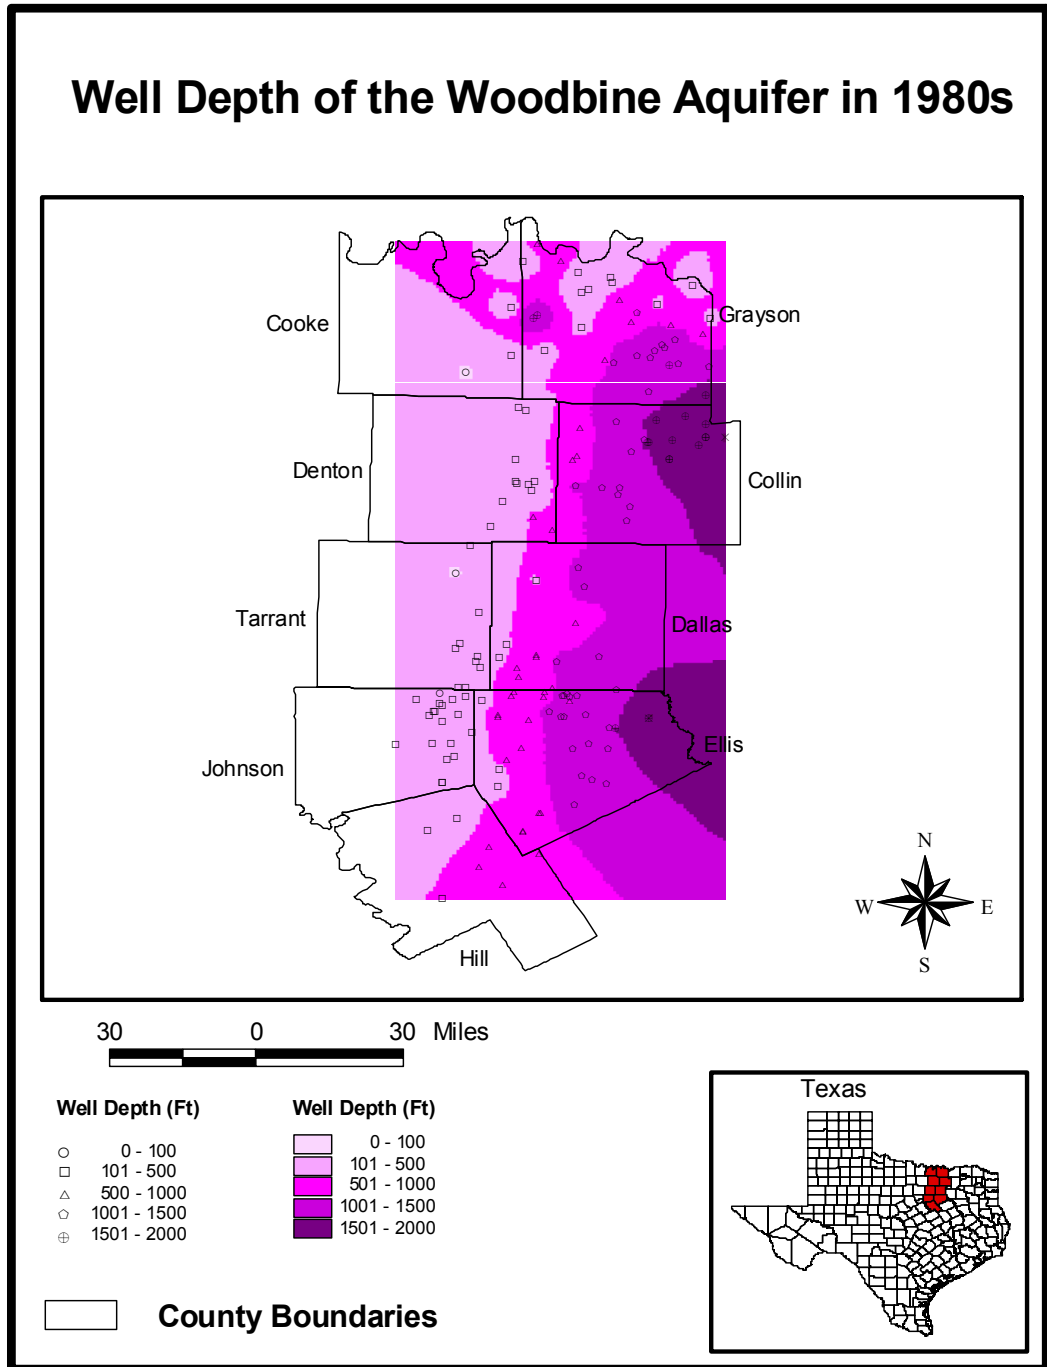 Well Depth of the Woodbine Aquifer in 1980s
Cooke
Grayson
Denton
Collin
Tarrant
Dallas
Johnson
Ellis
Hill
N
W E
S
30 0 30 Miles
Well Depth (Ft)
0 - 100
101 - 500
500 - 1000
1001 - 1500
1501 - 2000
Well Depth (Ft)
0 - 100
101 - 500
501 - 1000
1001 - 1500
1501 - 2000
County Boundaries
Texas